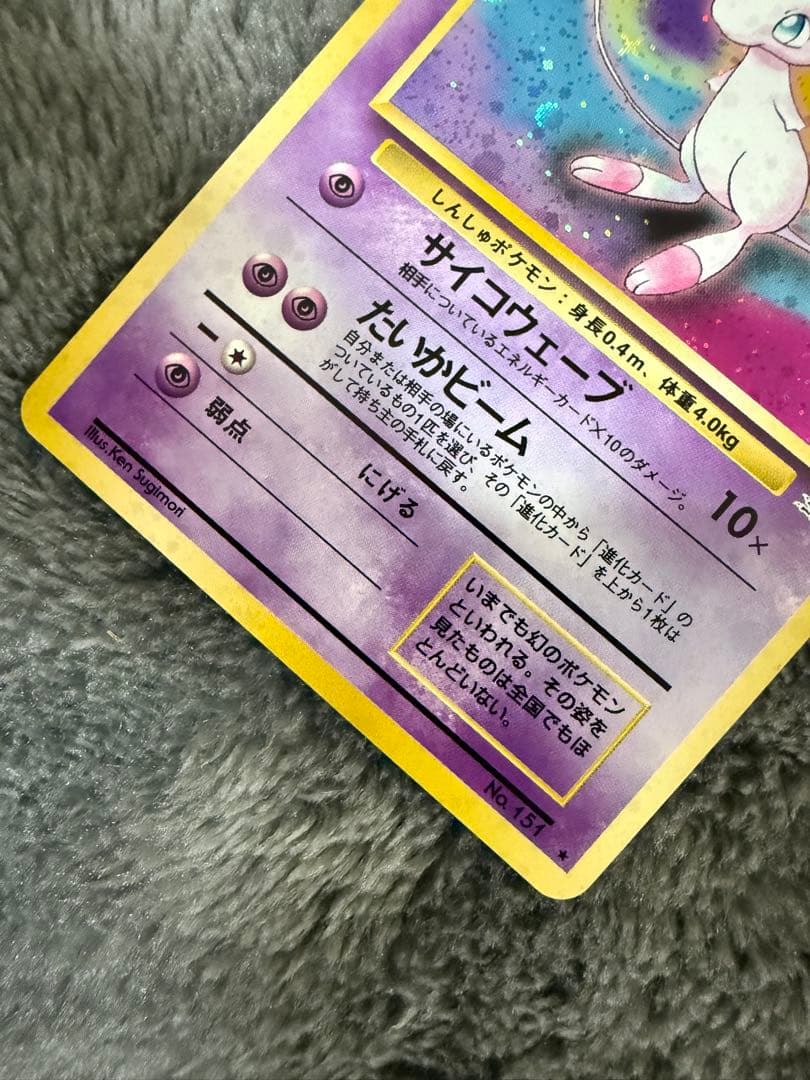 しんしゅポケモン：身長0.4m、体重4.0kg
サイコウェーブ
10×
相手についているエネルギーカード×10のダメージ。
たいかビーム
自分または相手の場にいるポケモンの中から「進化カード」の
ついているもの1匹を選び、その「進化カード」を上から1枚は
がして持ち主の手札に戻す。
弱点
にげる
いまでも幻のポケモン
といわれる。その姿を
見たものは全国でもほ
とんどいない。
Illus. Ken Sugimori
No. 151